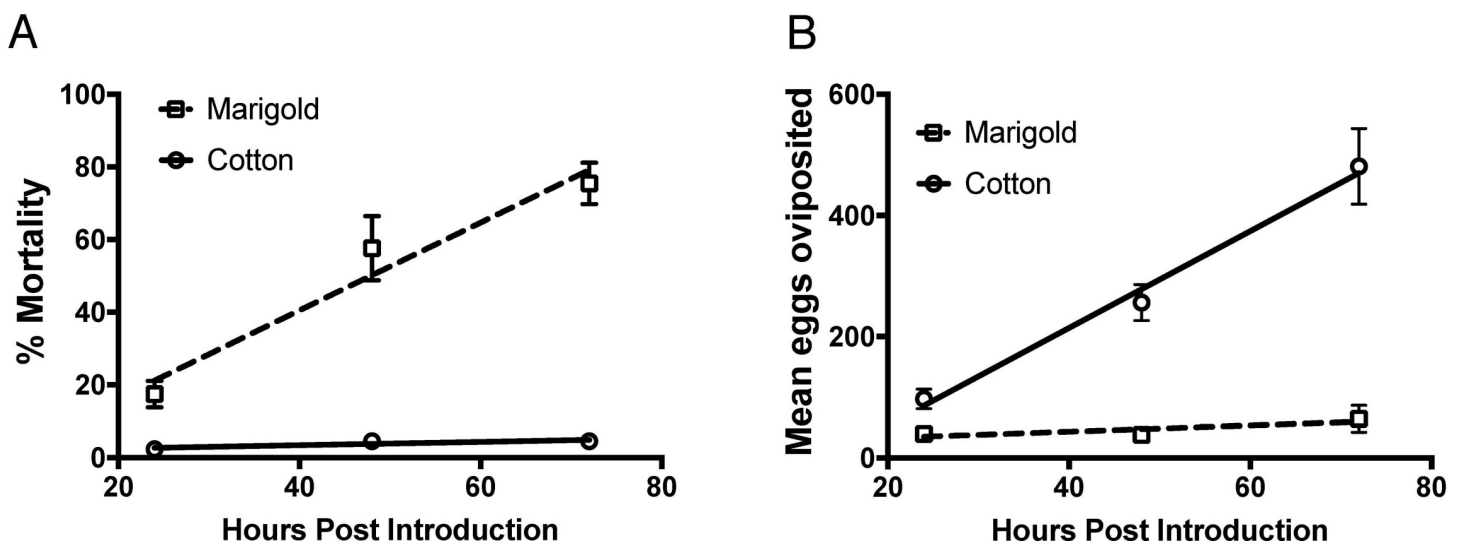 A
% Mortality
100
80
60
40
20
0
Marigold
Cotton
20 40 60 80
Hours Post Introduction
B
Mean eggs oviposited
600
400
200
0
Marigold
Cotton
20 40 60 80
Hours Post Introduction